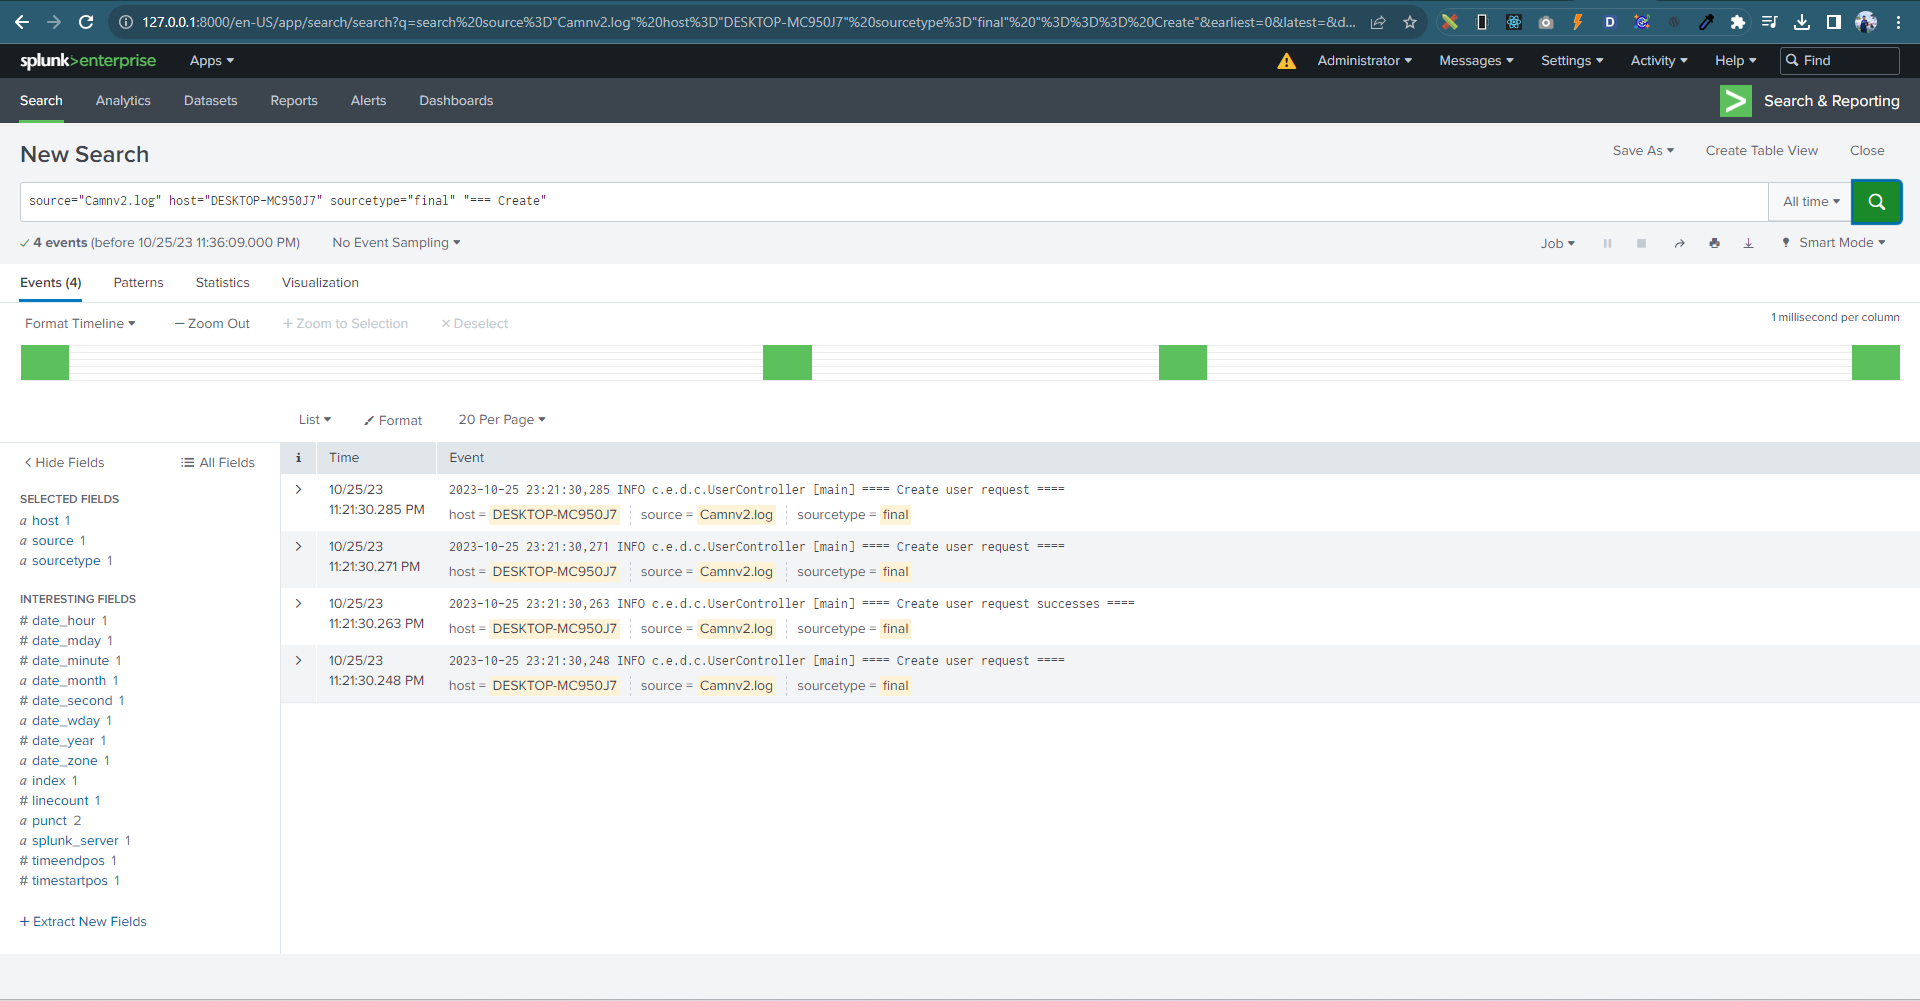 127.0.0.1:8000/en-US/app/search/search?q=search%20source%3D"Camnv2.log"%20host%3D"DESKTOP-MC950J7"%20sourcetype%3D"final"%20"%3D%3D%3D%20Create"&earliest=0&latest=&d...
splunk>enterprise Apps Administrator Messages Settings Activity Help Find
Search Analytics Datasets Reports Alerts Dashboards Search & Reporting
New Search Save As Create Table View Close
source="Camnv2.log" host="DESKTOP-MC950J7" sourcetype="final" "=== Create" All time
4 events (before 10/25/23 11:36:09.000 PM) No Event Sampling Job Smart Mode
Events (4) Patterns Statistics Visualization
Format Timeline — Zoom Out + Zoom to Selection × Deselect 1 millisecond per column
List Format 20 Per Page
< Hide Fields All Fields
SELECTED FIELDS
a host 1
a source 1
a sourcetype 1
INTERESTING FIELDS
# date_hour 1
# date_mday 1
# date_minute 1
a date_month 1
# date_second 1
a date_wday 1
# date_year 1
a date_zone 1
a index 1
# linecount 1
a punct 2
a splunk_server 1
# timeendpos 1
# timestartpos 1
+ Extract New Fields
i Time Event
10/25/23
11:21:30.285 PM
2023-10-25 23:21:30,285 INFO c.e.d.c.UserController [main] ==== Create user request ====
host = DESKTOP-MC950J7 source = Camnv2.log sourcetype = final
10/25/23
11:21:30.271 PM
2023-10-25 23:21:30,271 INFO c.e.d.c.UserController [main] ==== Create user request ====
host = DESKTOP-MC950J7 source = Camnv2.log sourcetype = final
10/25/23
11:21:30.263 PM
2023-10-25 23:21:30,263 INFO c.e.d.c.UserController [main] ==== Create user request successes ====
host = DESKTOP-MC950J7 source = Camnv2.log sourcetype = final
10/25/23
11:21:30.248 PM
2023-10-25 23:21:30,248 INFO c.e.d.c.UserController [main] ==== Create user request ====
host = DESKTOP-MC950J7 source = Camnv2.log sourcetype = final